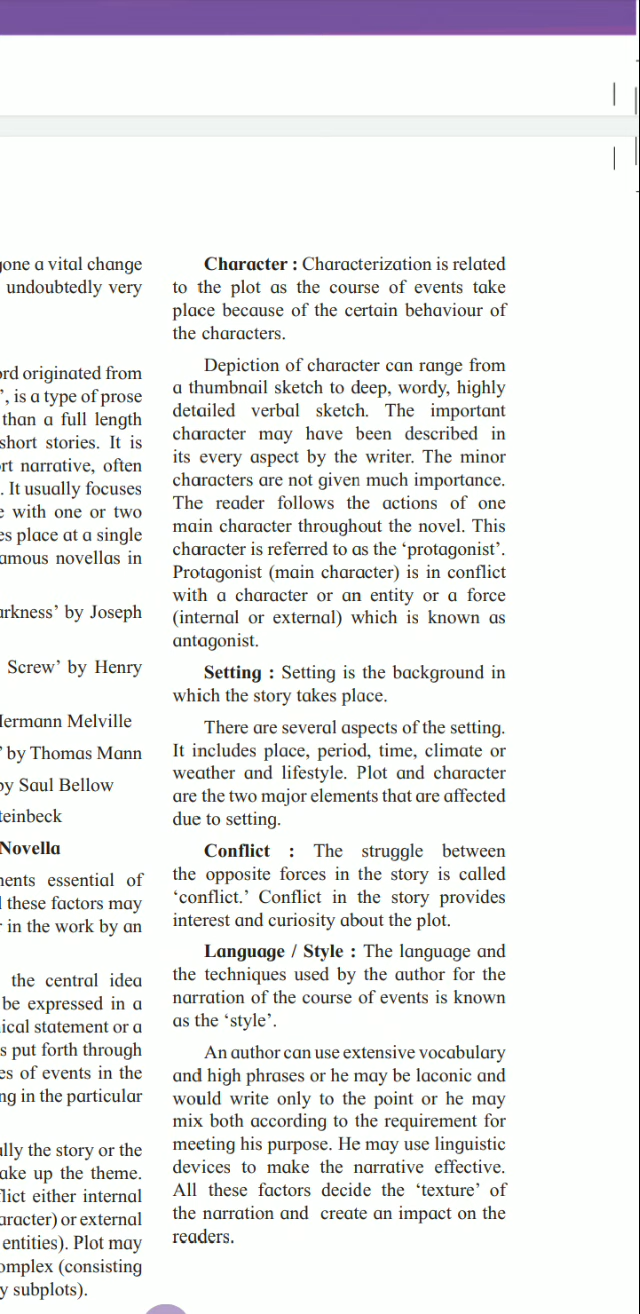 gone a vital change
undoubtedly very
ord originated from
’, is a type of prose
than a full length
short stories. It is
ort narrative, often
. It usually focuses
e with one or two
es place at a single
amous novellas in
arkness’ by Joseph
Screw’ by Henry
Hermann Melville
’ by Thomas Mann
by Saul Bellow
teinbeck
Novella
ments essential of
l these factors may
r in the work by an
the central idea
be expressed in a
ical statement or a
s put forth through
es of events in the
ng in the particular
ally the story or the
ake up the theme.
flict either internal
aracter) or external
entities). Plot may
omplex (consisting
y subplots).
Character : Characterization is related
to the plot as the course of events take
place because of the certain behaviour of
the characters.
Depiction of character can range from
a thumbnail sketch to deep, wordy, highly
detailed verbal sketch. The important
character may have been described in
its every aspect by the writer. The minor
characters are not given much importance.
The reader follows the actions of one
main character throughout the novel. This
character is referred to as the ‘protagonist’.
Protagonist (main character) is in conflict
with a character or an entity or a force
(internal or external) which is known as
antagonist.
Setting : Setting is the background in
which the story takes place.
There are several aspects of the setting.
It includes place, period, time, climate or
weather and lifestyle. Plot and character
are the two major elements that are affected
due to setting.
Conflict : The struggle between
the opposite forces in the story is called
‘conflict.’ Conflict in the story provides
interest and curiosity about the plot.
Language / Style : The language and
the techniques used by the author for the
narration of the course of events is known
as the ‘style’.
An author can use extensive vocabulary
and high phrases or he may be laconic and
would write only to the point or he may
mix both according to the requirement for
meeting his purpose. He may use linguistic
devices to make the narrative effective.
All these factors decide the ‘texture’ of
the narration and create an impact on the
readers.